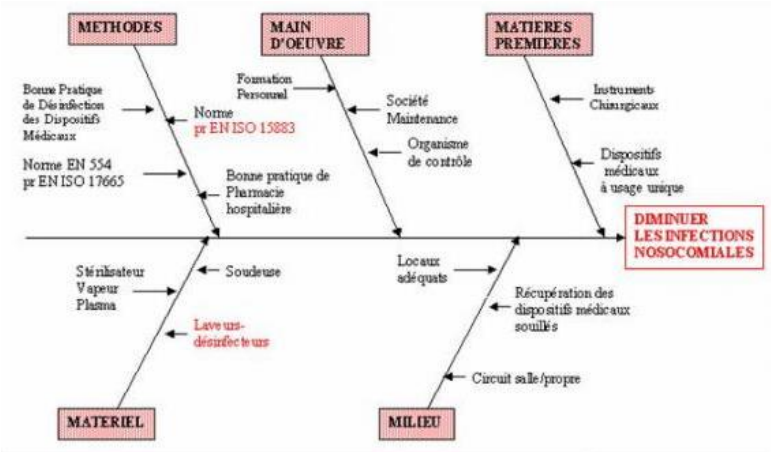 METHODES
MAIN
D'OEUVRE
MATIERES
PREMIERES
Bonne Pratique
de Désinfection
des Dispositifs
Médicaux
Norme
pr EN ISO 15883
Norme EN 554
pr EN ISO 17665
Bonne pratique de
Pharmacie
hospitalière
Formation
Personnel
Société
Maintenance
Organisme
de contrôle
Instruments
Chirurgicaux
Dispositifs
médicaux
à usage unique
DIMINUER
LES INFECTIONS
NOSOCOMIALES
Stérilisateur
Vapeur
Plasma
Soudeuse
Laveurs-
désinfecteurs
Locaux
adéquats
Récupération des
dispositifs médicaux
souillés
Circuit salle/propre
MATERIEL
MILIEU